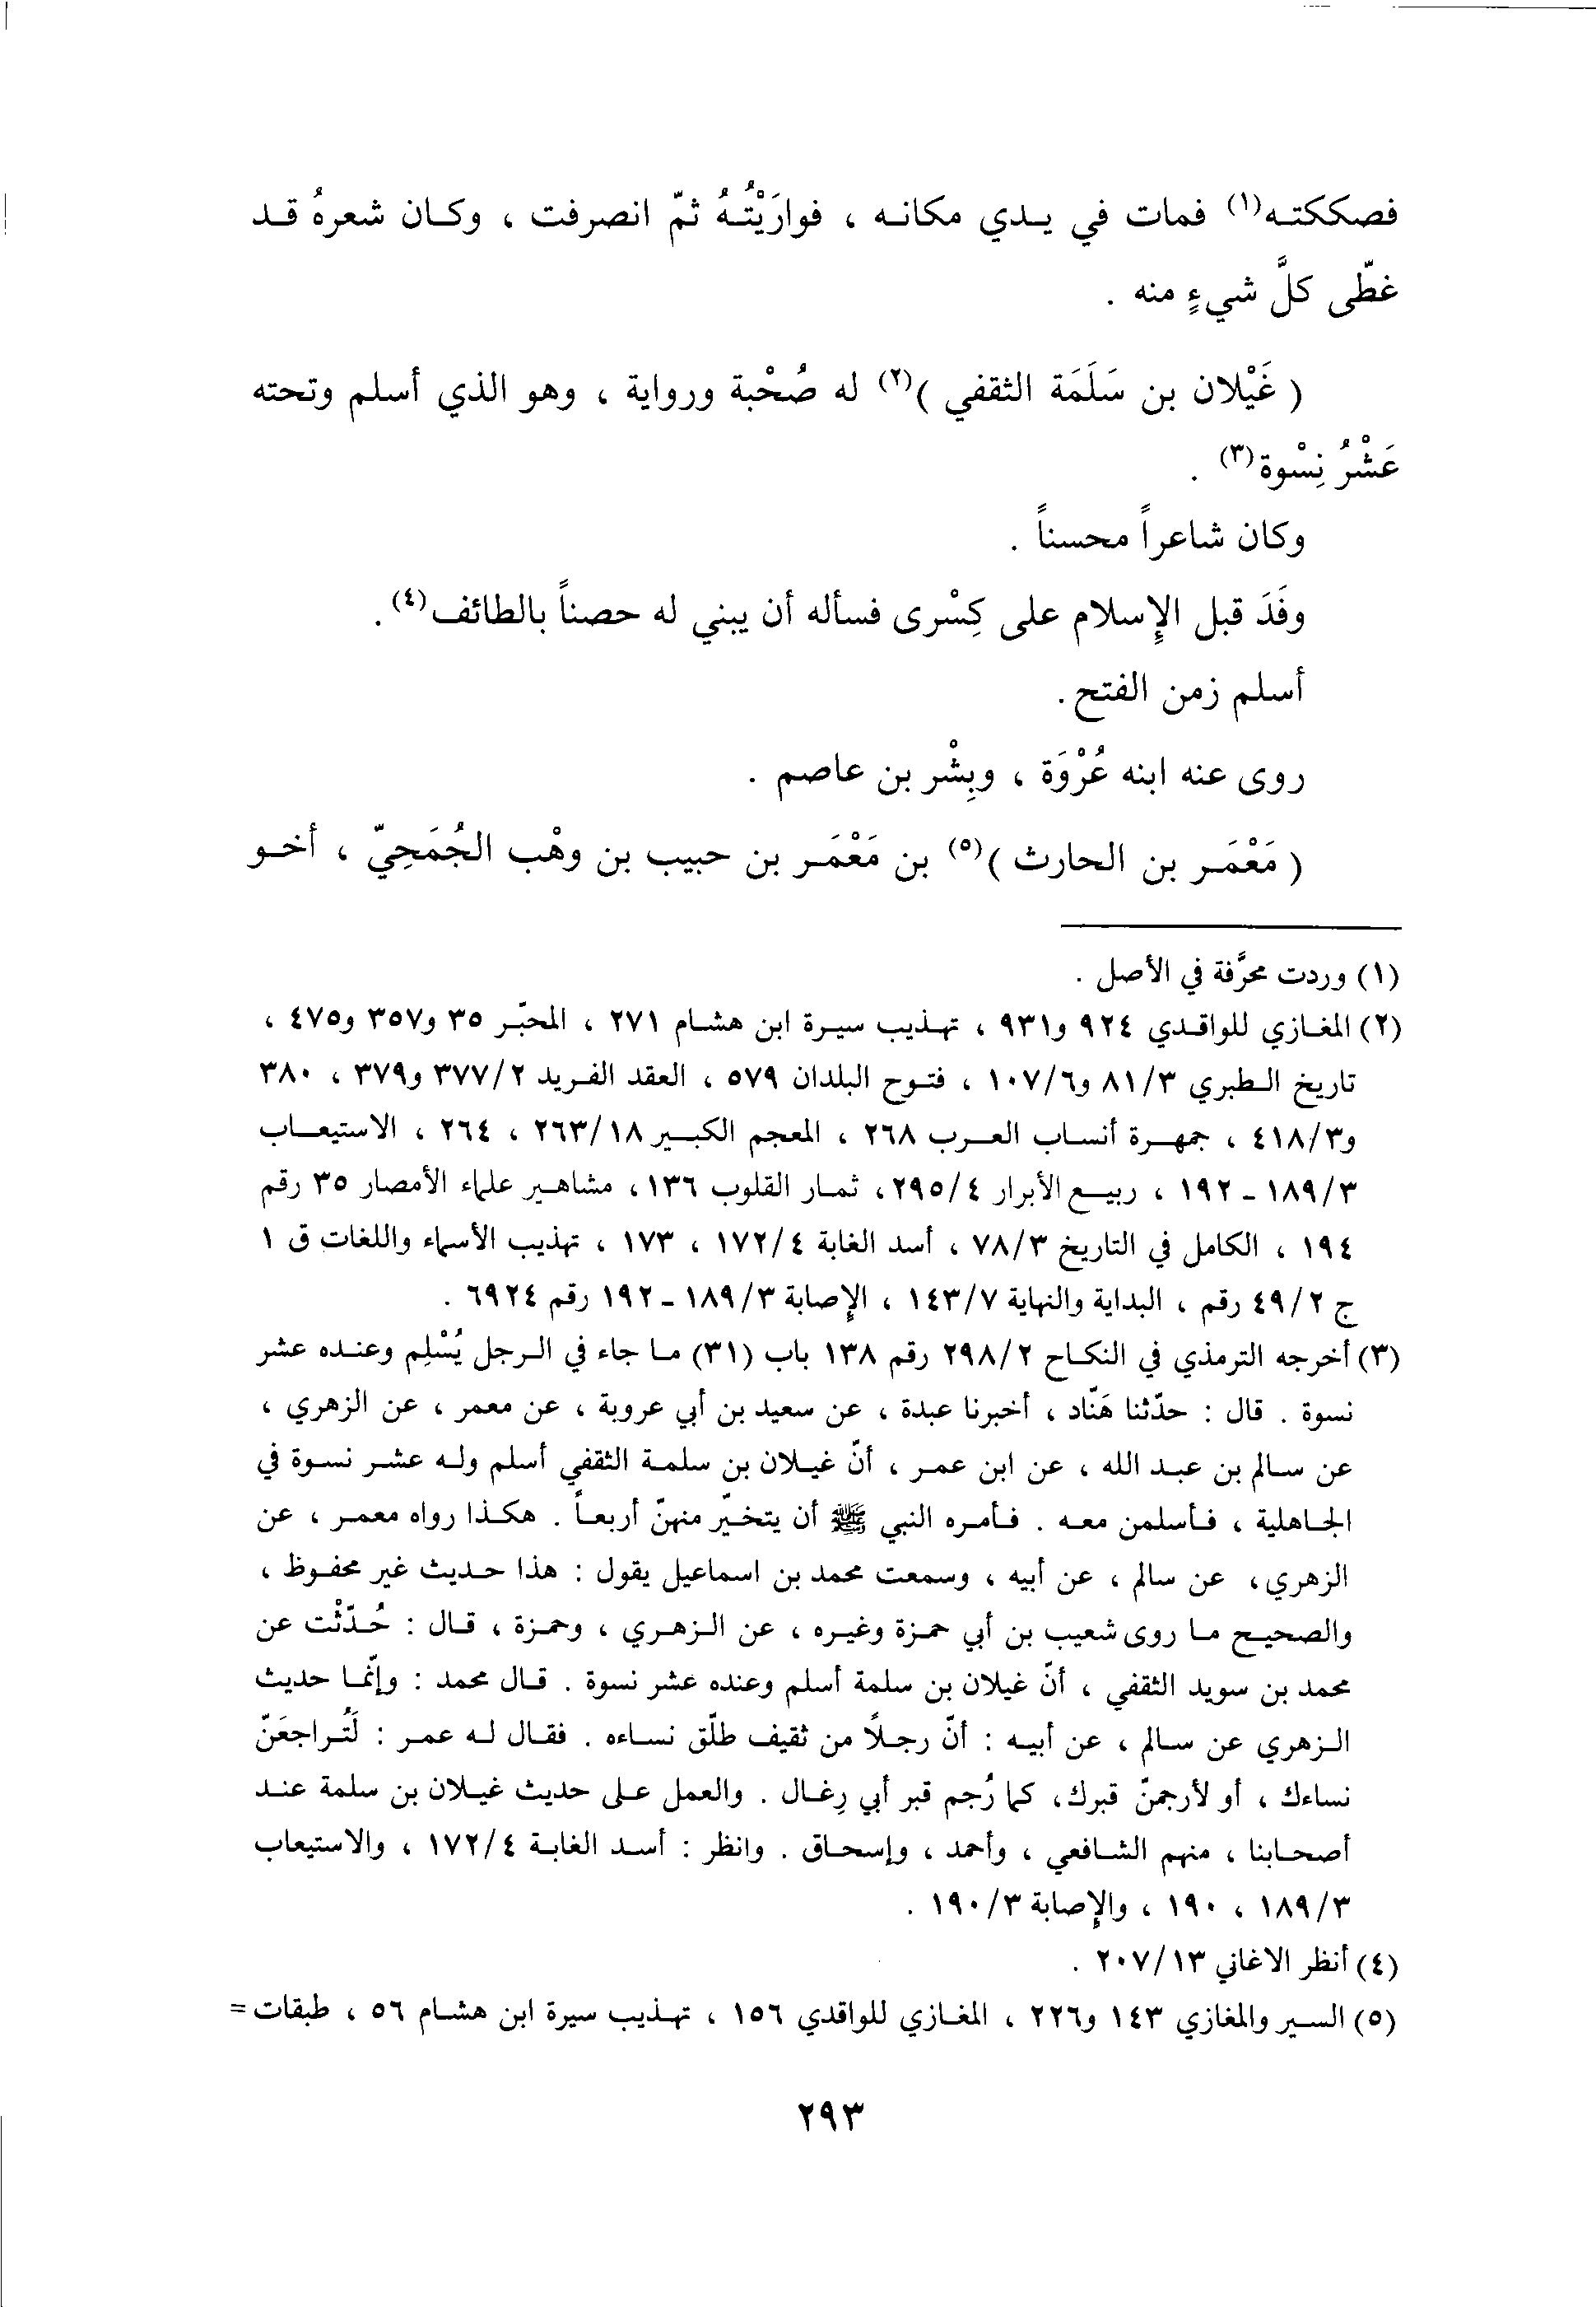 فصككته(١) فمات في يدي مكانه ، فوارَيْتُهُ ثمّ انصرفت ، وكان شعرهُ قد
غطّى كلَّ شيءٍ منه .
( غَيْلان بن سَلَمَة الثقفي )(٢) له صُحْبة ورواية ، وهو الذي أسلم وتحته
عَشْرُ نِسْوة(٣) .
وكان شاعراً محسناً .
وفَدَ قبل الإِسلام على كِسْرى فسأله أن يبني له حصناً بالطائف(٤) .
أسلم زمن الفتح .
روى عنه ابنه عُرْوَة ، وبِشْر بن عاصم .
( مَعْمَر بن الحارث )(٥) بن مَعْمَر بن حبيب بن وهْب الجُمَحِيّ ، أخو
(١) وردت محرَّفة في الأصل .
(٢) المغازي للواقدي ٩٢٤ و٩٣١ ، تهذيب سيرة ابن هشام ٢٧١ ، المحبّر ٣٥ و٣٥٧ و٤٧٥ ،
تاريخ الطبري ٨١/٣ و١٠٧/٦ ، فتوح البلدان ٥٧٩ ، العقد الفريد ٣٧٧/٢ و٣٧٩ ، ٣٨٠
و٤١٨/٣ ، جمهرة أنساب العرب ٢٦٨ ، المعجم الكبير ٢٦٣/١٨ ، ٢٦٤ ، الاستيعاب
١٨٩/٣ - ١٩٢ ، ربيع الأبرار ٢٩٥/٤ ، ثمار القلوب ١٣٦ ، مشاهير علماء الأمصار ٣٥ رقم
١٩٤ ، الكامل في التاريخ ٧٨/٣ ، أسد الغابة ١٧٢/٤ ، ١٧٣ ، تهذيب الأسماء واللغات ق ١
ج ٤٩/٢ رقم ، البداية والنهاية ١٤٣/٧ ، الإِصابة ١٨٩/٣ - ١٩٢ رقم ٦٩٢٤ .
(٣) أخرجه الترمذي في النكاح ٢٩٨/٢ رقم ١٣٨ باب (٣١) ما جاء في الرجل يُسْلِم وعنده عشر
نسوة . قال : حدّثنا هَنّاد ، أخبرنا عبدة ، عن سعيد بن أبي عروبة ، عن معمر ، عن الزهري ،
عن سالم بن عبد الله ، عن ابن عمر ، أنّ غيلان بن سلمة الثقفي أسلم وله عشر نسوة في
الجاهلية ، فأسلمن معه . فأمره النبي ﷺ أن يتخيّر منهنّ أربعاً . هكذا رواه معمر ، عن
الزهري ، عن سالم ، عن أبيه ، وسمعت محمد بن اسماعيل يقول : هذا حديث غير محفوظ ،
والصحيح ما روى شعيب بن أبي حمزة وغيره ، عن الزهري ، وحمزة ، قال : حُدّثْت عن
محمد بن سويد الثقفي ، أنّ غيلان بن سلمة أسلم وعنده عشر نسوة . قال محمد : وإنّما حديث
الزهري عن سالم ، عن أبيه : أنّ رجلاً من ثقيف طلّق نساءه . فقال له عمر : لَتُراجعَنّ
نساءك ، أو لأرجمنّ قبرك ، كما رُجم قبر أبي رِغال . والعمل على حديث غيلان بن سلمة عند
أصحابنا ، منهم الشافعي ، وأحمد ، وإسحاق . وانظر : أسد الغابة ١٧٢/٤ ، والاستيعاب
١٨٩/٣ ، ١٩٠ ، والإِصابة ١٩٠/٣ .
(٤) أنظر الاغاني ٢٠٧/١٣ .
(٥) السير والمغازي ١٤٣ و٢٢٦ ، المغازي للواقدي ١٥٦ ، تهذيب سيرة ابن هشام ٥٦ ، طبقات =
٢٩٣